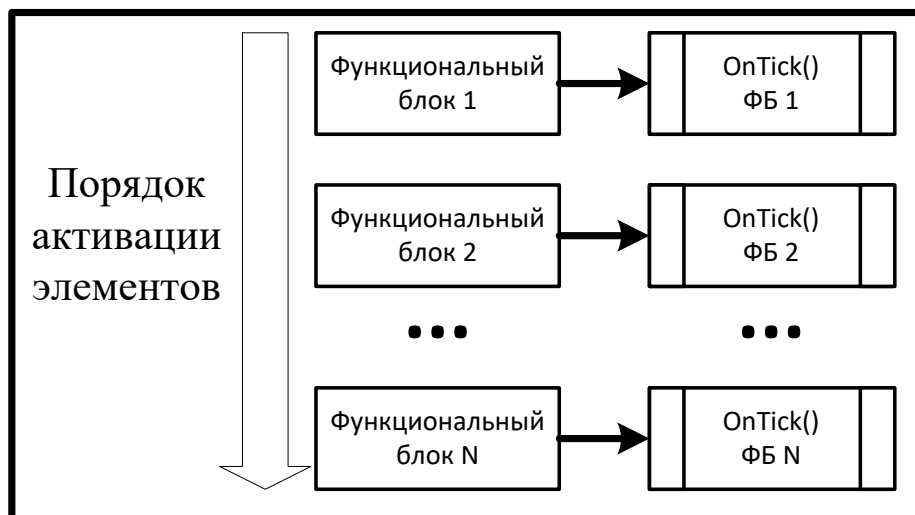 Порядок
активации
элементов
Функциональный
блок 1
OnTick()
ФБ 1
Функциональный
блок 2
OnTick()
ФБ 2
Функциональный
блок N
OnTick()
ФБ N